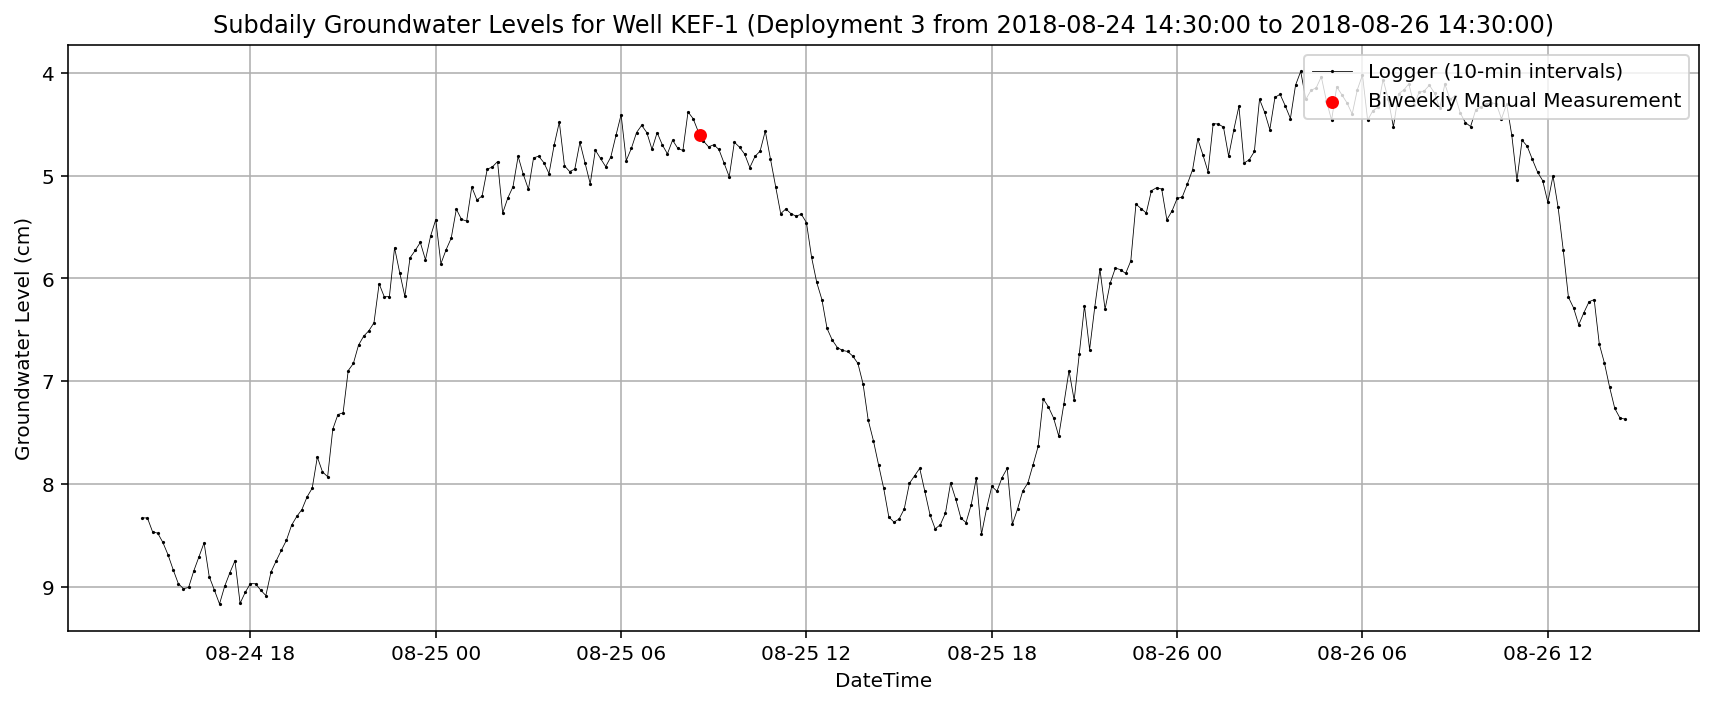 Subdaily Groundwater Levels for Well KEF-1 (Deployment 3 from 2018-08-24 14:30:00 to 2018-08-26 14:30:00)
Logger (10-min intervals)
Biweekly Manual Measurement
Groundwater Level (cm)
4
5
6
7
8
9
08-24 18
08-25 00
08-25 06
08-25 12
08-25 18
08-26 00
08-26 06
08-26 12
DateTime